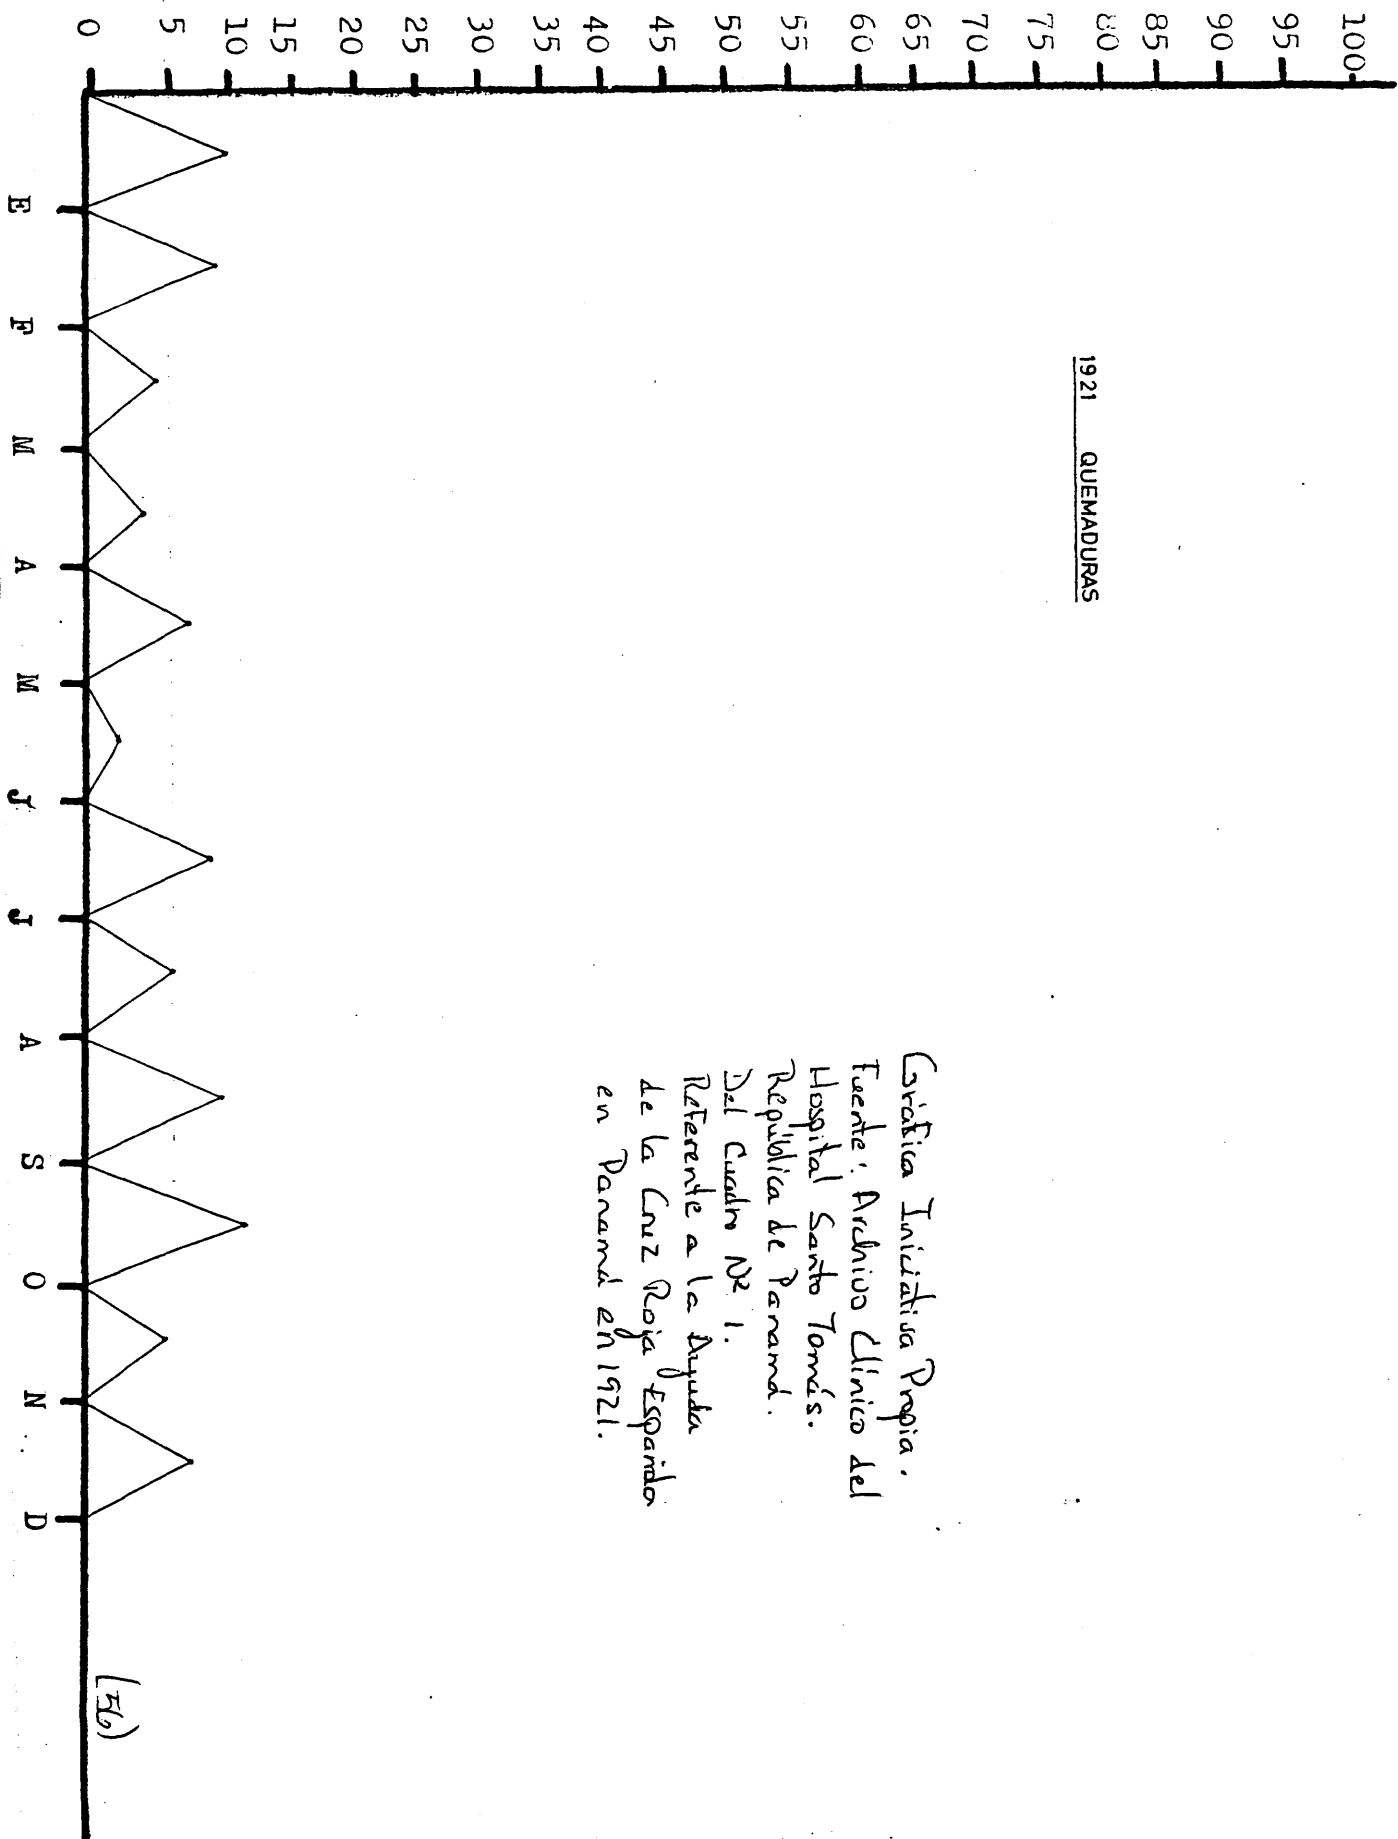 1921 QUEMADURAS
100
95
90
85
80
75
70
65
60
55
50
45
40
35
30
25
20
15
10
5
0
E F M A M J J A S O N D
Gráfica Iniciativa Propia.
Fuente: Archivo Clínico del
Hospital Santo Tomás.
República de Panamá.
Del Cuadro Nº 1.
Referente a la Ayuda
de la Cruz Roja Española
en Panamá en 1921.
(56)